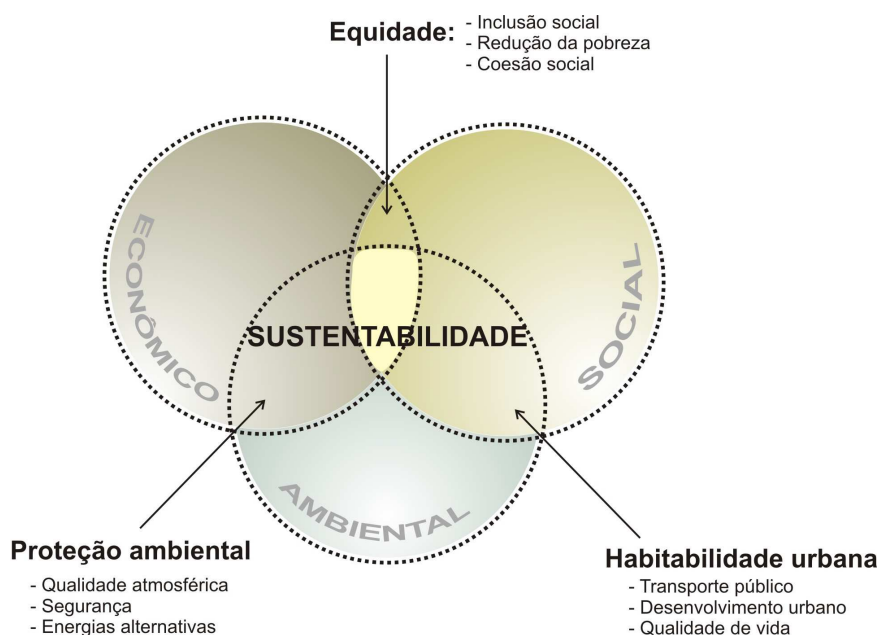 Equidade:
- Inclusão social
- Redução da pobreza
- Coesão social
ECONÔMICO
SOCIAL
SUSTENTABILIDADE
AMBIENTAL
Proteção ambiental
- Qualidade atmosférica
- Segurança
- Energias alternativas
Habitabilidade urbana
- Transporte público
- Desenvolvimento urbano
- Qualidade de vida